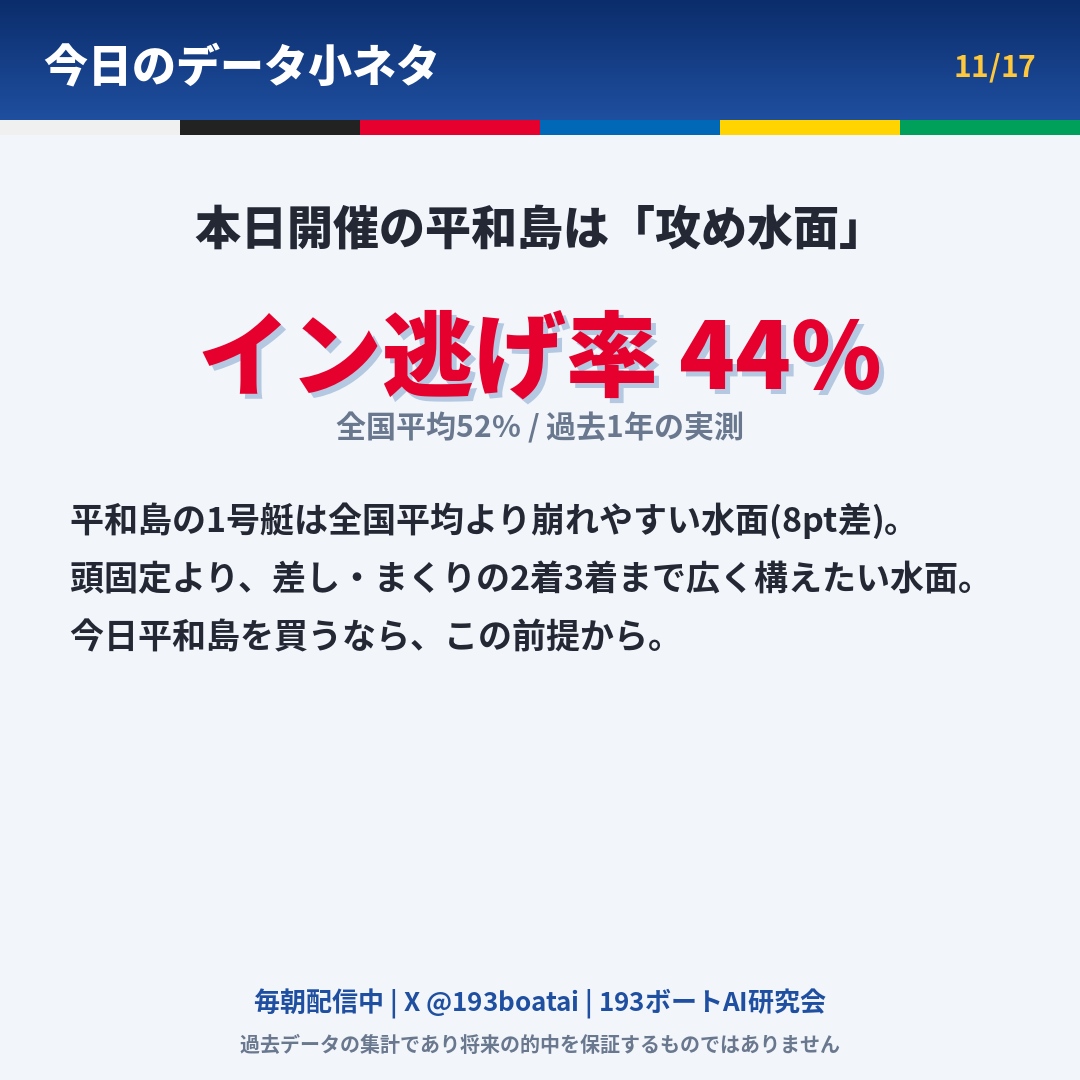 今日のデータ小ネタ
11/17
本日開催の平和島は「攻め水面」
イン逃げ率 44%
全国平均52% / 過去1年の実測
平和島の1号艇は全国平均より崩れやすい水面(8pt差)。
頭固定より、差し・まくりの2着3着まで広く構えたい水面。
今日平和島を買うなら、この前提から。
毎朝配信中 | X @193boatai | 193ボートAI研究会
過去データの集計であり将来の的中を保証するものではありません